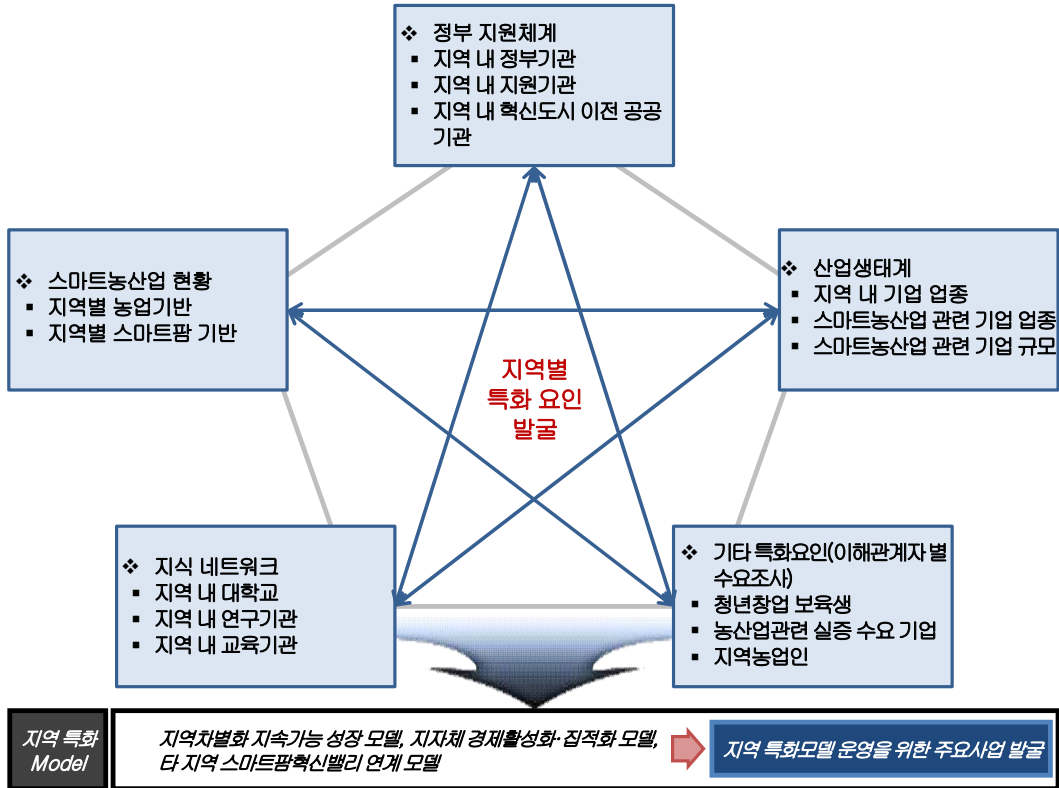 ❖ 정부 지원체계
▪ 지역 내 정부기관
▪ 지역 내 지원기관
▪ 지역 내 혁신도시 이전 공공
기관
❖ 스마트농산업 현황
▪ 지역별 농업기반
▪ 지역별 스마트팜 기반
❖ 산업생태계
▪ 지역 내 기업 업종
▪ 스마트농산업 관련 기업 업종
▪ 스마트농산업 관련 기업 규모
지역별
특화 요인
발굴
❖ 지식 네트워크
▪ 지역 내 대학교
▪ 지역 내 연구기관
▪ 지역 내 교육기관
❖ 기타 특화요인(이해관계자 별
수요조사)
▪ 청년창업 보육생
▪ 농산업관련 실증 수요 기업
▪ 지역농업인
지역 특화
Model
지역차별화 지속가능 성장 모델, 지자체 경제활성화·집적화 모델,
타 지역 스마트팜혁신밸리 연계 모델
지역 특화모델 운영을 위한 주요사업 발굴